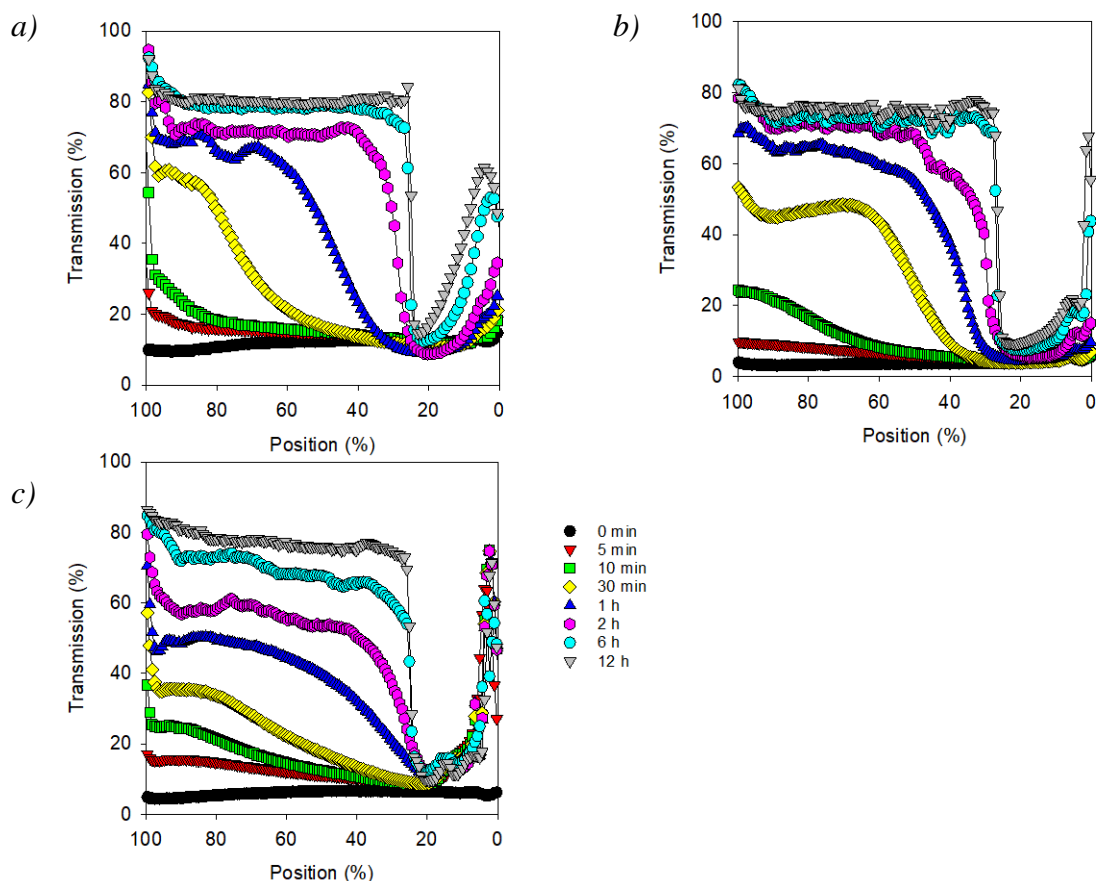 a)
100
80
60
40
20
0
Transmission (%)
100 80 60 40 20 0
Position (%)
b)
100
80
60
40
20
0
Transmission (%)
100 80 60 40 20 0
Position (%)
c)
100
80
60
40
20
0
Transmission (%)
100 80 60 40 20 0
Position (%)
0 min
5 min
10 min
30 min
1 h
2 h
6 h
12 h